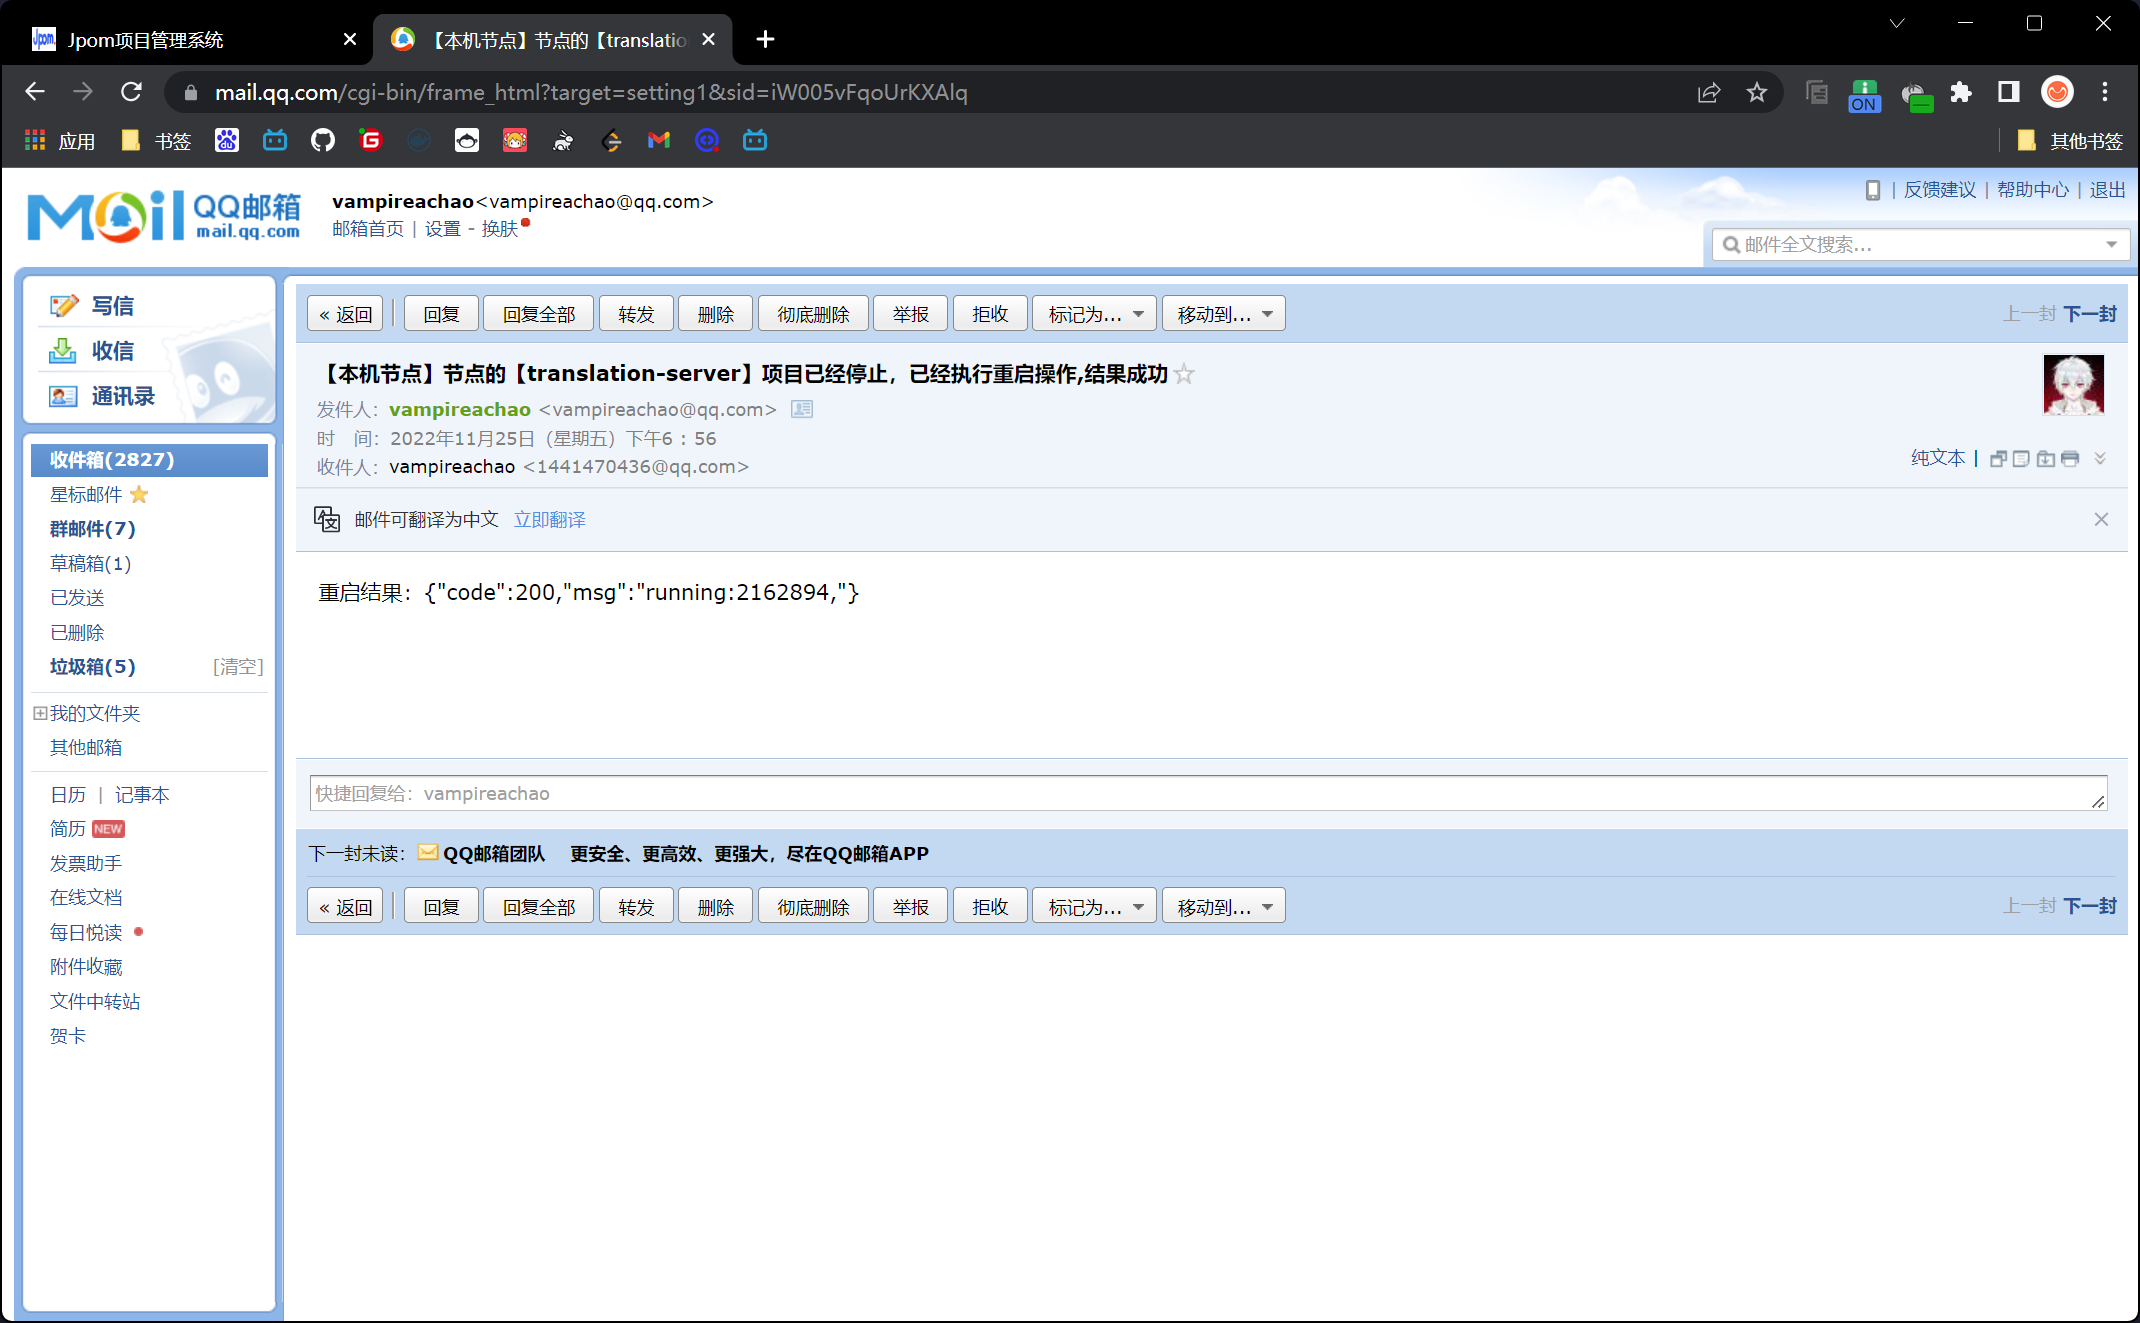 Jpom项目管理系统
【本机节点】节点的【translatio
mail.qq.com/cgi-bin/frame_html?target=setting1&sid=iW005vFqoUrKXAlq
ON
应用 书签 其他书签
Mail QQ邮箱 mail.qq.com
vampireachao<vampireachao@qq.com>
邮箱首页 | 设置 - 换肤
| 反馈建议 | 帮助中心 | 退出
邮件全文搜索...
写信
收信
通讯录
收件箱(2827)
星标邮件
群邮件(7)
草稿箱(1)
已发送
已删除
垃圾箱(5) [清空]
我的文件夹
其他邮箱
日历 | 记事本
简历 NEW
发票助手
在线文档
每日悦读
附件收藏
文件中转站
贺卡
« 返回 回复 回复全部 转发 删除 彻底删除 举报 拒收 标记为... 移动到... 上一封 下一封
【本机节点】节点的【translation-server】项目已经停止，已经执行重启操作,结果成功
发件人：vampireachao <vampireachao@qq.com>
时 间：2022年11月25日（星期五）下午6：56
收件人：vampireachao <1441470436@qq.com>
纯文本 |
邮件可翻译为中文 立即翻译
重启结果：{"code":200,"msg":"running:2162894,"}
快捷回复给：vampireachao
下一封未读： QQ邮箱团队 更安全、更高效、更强大，尽在QQ邮箱APP
« 返回 回复 回复全部 转发 删除 彻底删除 举报 拒收 标记为... 移动到... 上一封 下一封